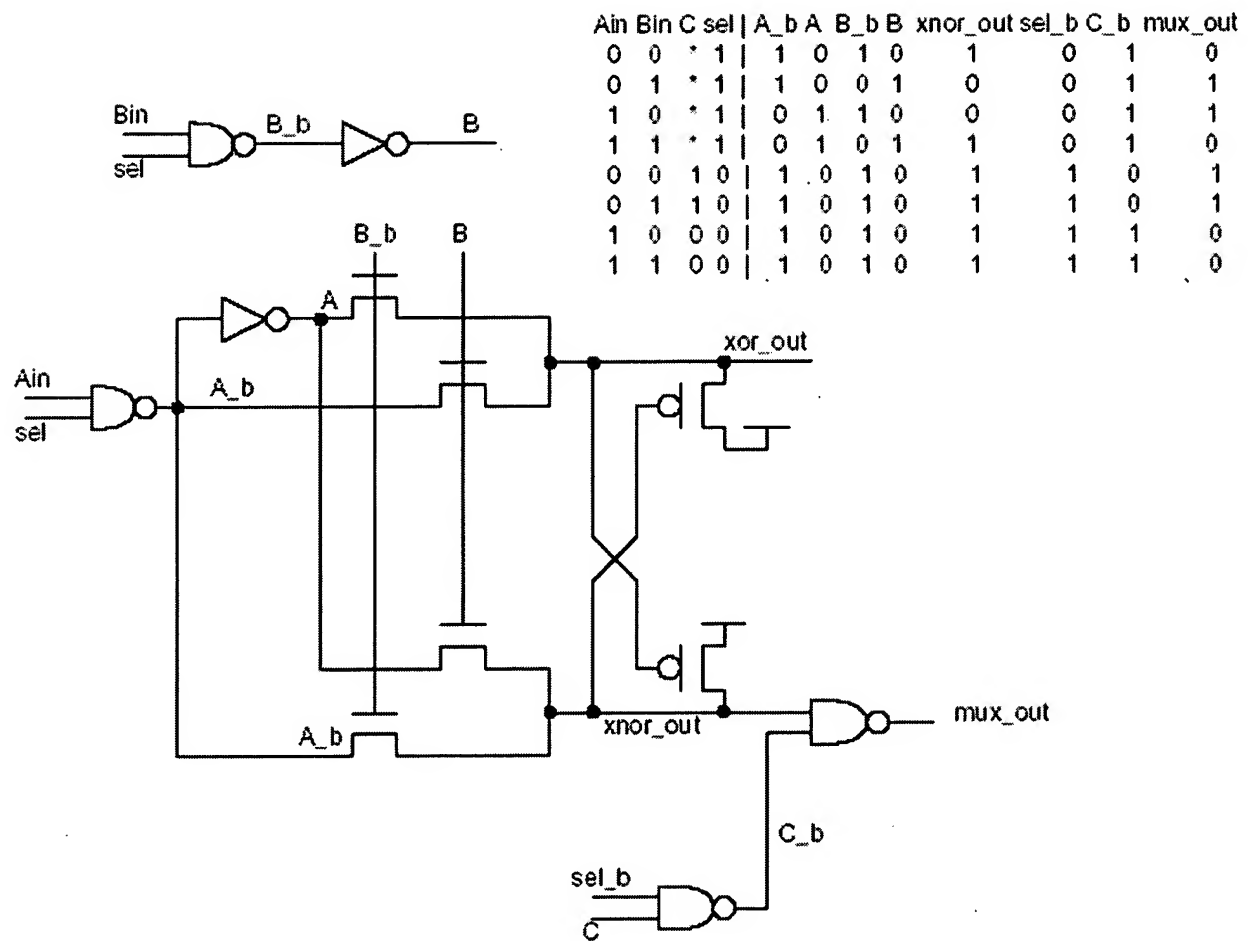 Ain Bin C sel | A_b A B_b B xnor_out sel_b C_b mux_out
0 0 * 1 | 1 0 1 0 1 0 1 0
0 1 * 1 | 1 0 0 1 0 0 1 1
1 0 * 1 | 0 1 1 0 0 0 1 1
1 1 * 1 | 0 1 0 1 1 0 1 0
0 0 1 0 | 1 0 1 0 1 1 0 1
0 1 1 0 | 1 0 1 0 1 1 0 1
1 0 0 0 | 1 0 1 0 1 1 1 0
1 1 0 0 | 1 0 1 0 1 1 1 0
Bin
B_b
B
sel
B_b
B
A
xor_out
Ain
A_b
sel
A_b
xnor_out
mux_out
C_b
sel_b
C